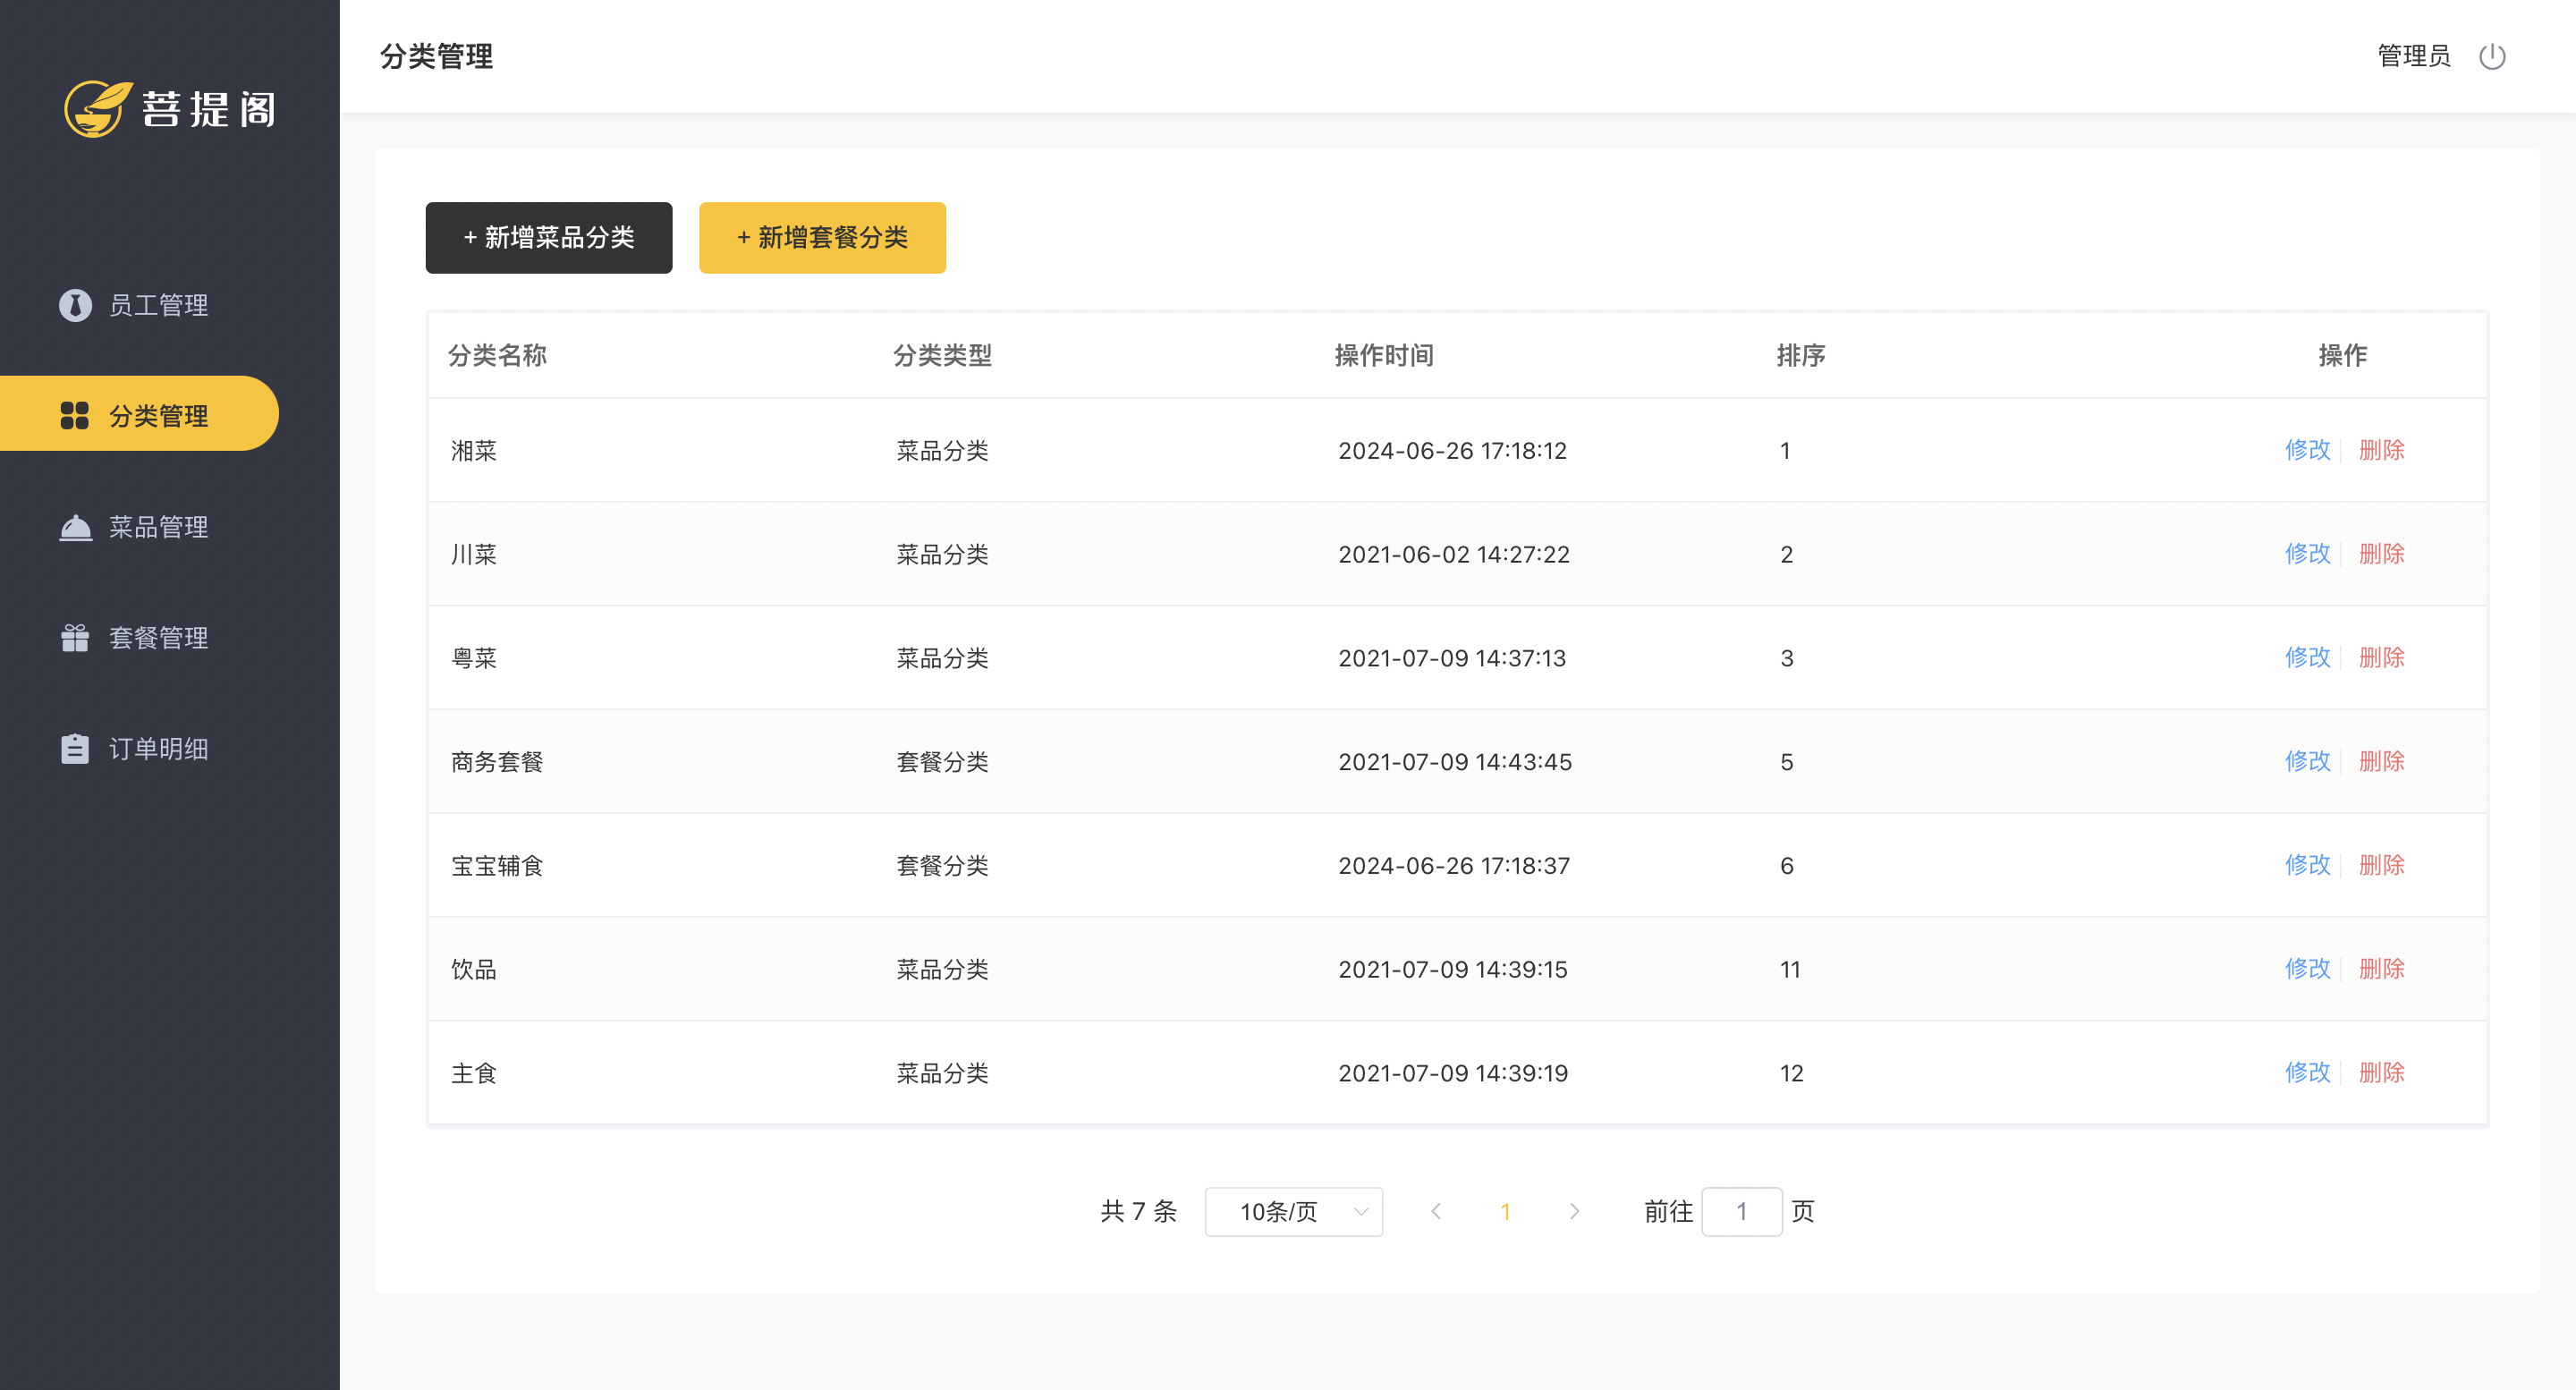 菩提阁
员工管理
分类管理
菜品管理
套餐管理
订单明细
分类管理 管理员
+ 新增菜品分类 + 新增套餐分类
分类名称 分类类型 操作时间 排序 操作
湘菜 菜品分类 2024-06-26 17:18:12 1 修改 删除
川菜 菜品分类 2021-06-02 14:27:22 2 修改 删除
粤菜 菜品分类 2021-07-09 14:37:13 3 修改 删除
商务套餐 套餐分类 2021-07-09 14:43:45 5 修改 删除
宝宝辅食 套餐分类 2024-06-26 17:18:37 6 修改 删除
饮品 菜品分类 2021-07-09 14:39:15 11 修改 删除
主食 菜品分类 2021-07-09 14:39:19 12 修改 删除
共 7 条 10条/页 1 前往 1 页